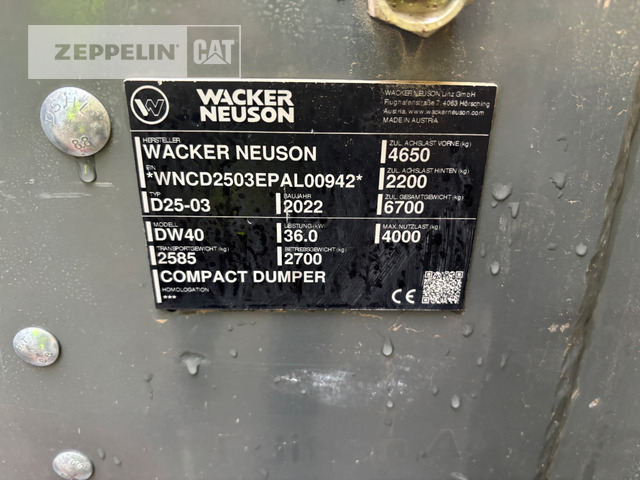 ZEPPELIN CAT
WACKER
NEUSON
WACKER NEUSON Linz GmbH
Flughafenstraße 7, 4063 Hörsching
Austria, www.wackerneuson.com
MADE IN AUSTRIA
HERSTELLER
WACKER NEUSON
EIN
*WNCD2503EPAL00942*
TYP
D25-03
BAUJAHR
2022
MODELL
DW40
LEISTUNG (kW)
36.0
TRANSPORTGEWICHT (kg)
2585
BETRIEBSGEWICHT (kg)
2700
COMPACT DUMPER
HOMOLOGATION
***
ZUL. ACHSLAST VORNE (kg)
4650
ZUL. ACHSLAST HINTEN (kg)
2200
ZUL. GESAMTGEWICHT (kg)
6700
MAX. NUTZLAST (kg)
4000
CE
8.8